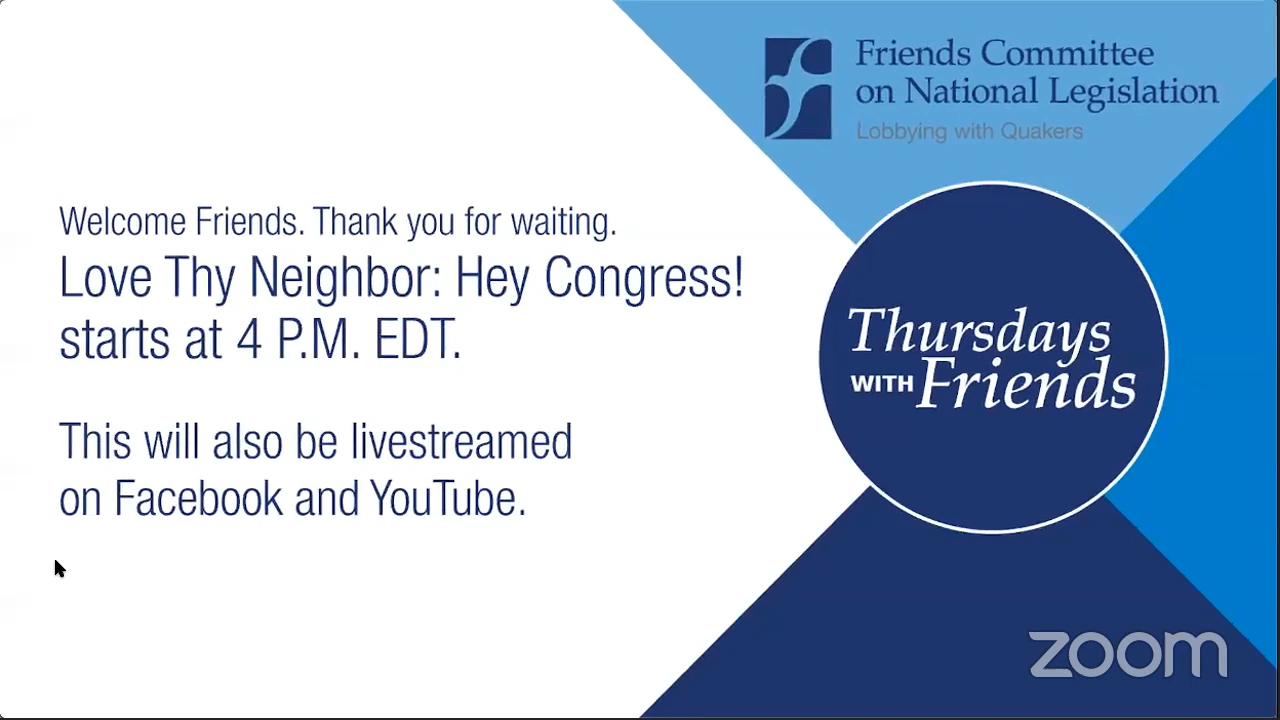 Friends Committee
on National Legislation
Lobbying with Quakers
Welcome Friends. Thank you for waiting.
Love Thy Neighbor: Hey Congress!
starts at 4 P.M. EDT.
This will also be livestreamed
on Facebook and YouTube.
Thursdays
WITH Friends
zoom